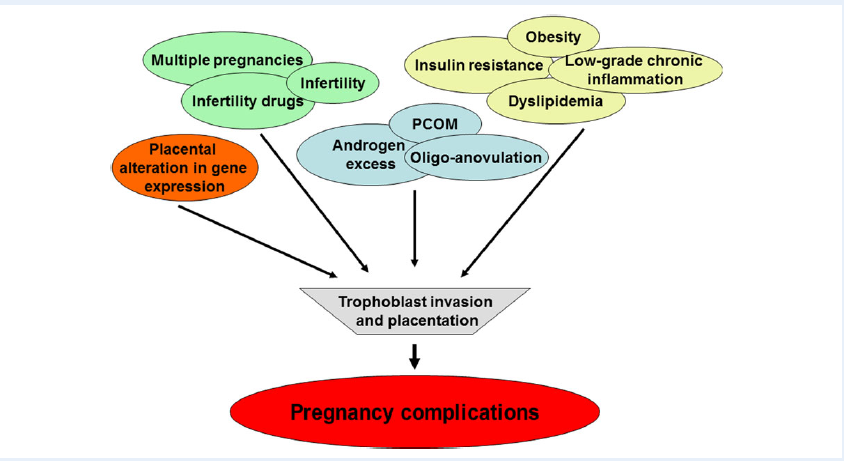 Multiple pregnancies
Infertility
Infertility drugs
Obesity
Insulin resistance
Low-grade chronic
inflammation
Dyslipidemia
PCOM
Androgen
excess
Oligo-anovulation
Placental
alteration in gene
expression
Trophoblast invasion
and placentation
Pregnancy complications